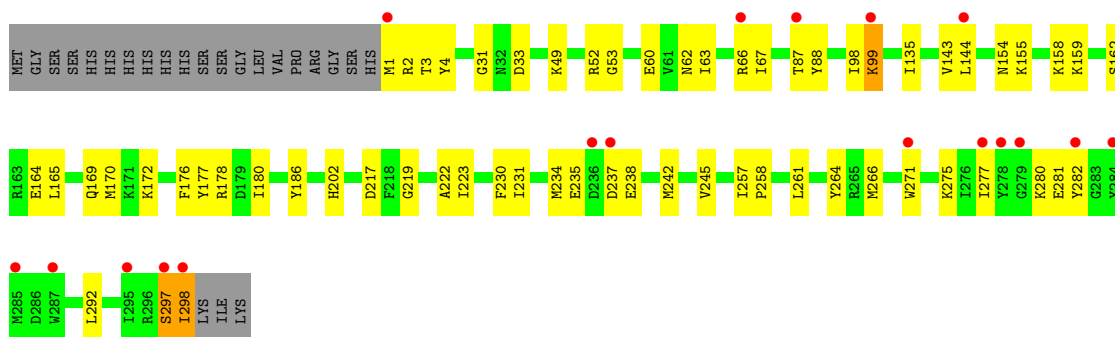 MET GLY SER SER HIS HIS HIS HIS HIS HIS SER SER GLY LEU VAL PRO ARG GLY SER HIS M1 R2 T3 Y4 G31 N32 D33 K49 R52 G53 E60 V61 N62 I63 R66 I67 T87 Y88 I98 K99 I135 V143 L144 N154 K155 K158 K159 S162
R163 E164 L165 Q169 M170 K171 K172 F176 Y177 R178 D179 I180 Y186 H202 D217 F218 G219 A222 I223 F230 I231 M234 E235 D236 D237 E238 M242 V245 I257 P258 L261 Y264 R265 M266 W271 K275 I276 I277 Y278 G279 K280 E281 Y282 G283
M285 D286 W287 L292 I295 R296 S297 I298 LYS ILE LYS